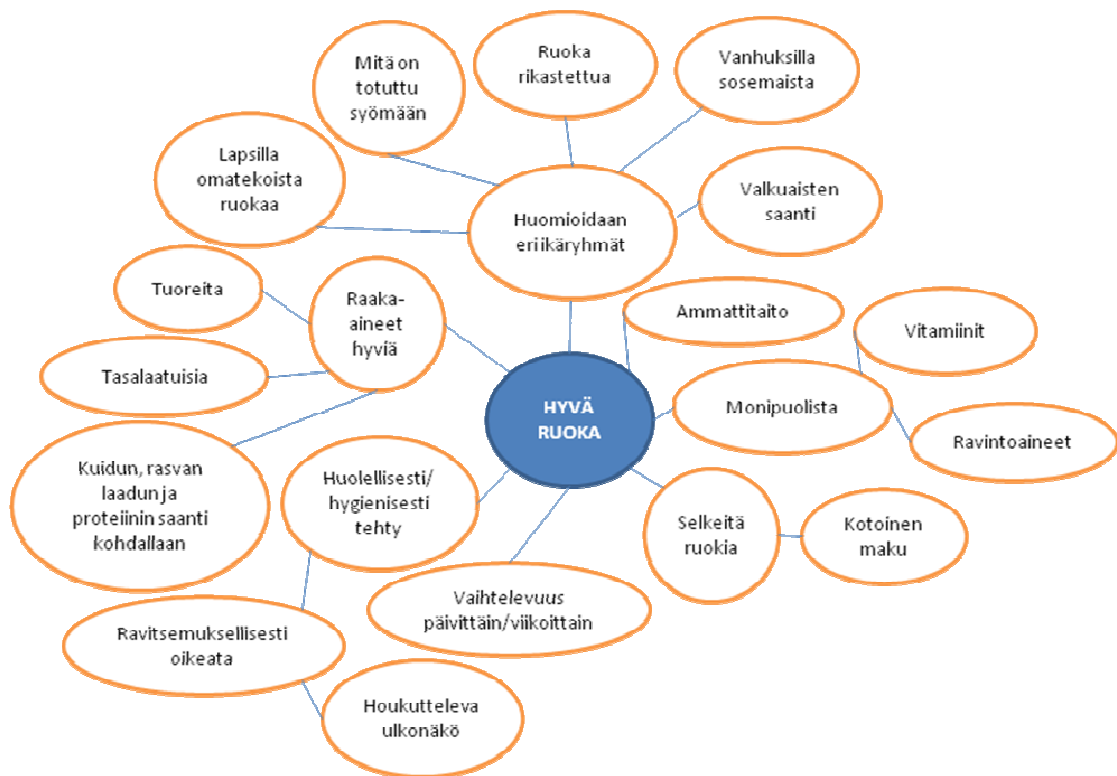 Mitä on
totuttu
syömään
Ruoka
rikastettua
Vanhuksilla
sosemaista
Lapsilla
omatekoista
ruokaa
Huomioidaan
eri ikäryhmät
Valkuaisten
saanti
Tuoreita
Raaka-
aineet
hyviä
Ammattitaito
Vitamiinit
Tasalaatuisia
HYVÄ
RUOKA
Monipuolista
Ravintoaineet
Kuidun, rasvan
laadun ja
proteiinin saanti
kohdallaan
Huolellisesti/
hygienisesti
tehty
Selkeitä
ruokia
Kotoinen
maku
Vaihtelevuus
päivittäin/viikoittain
Ravitsemuksellisesti
oikeata
Houkutteleva
ulkonäkö